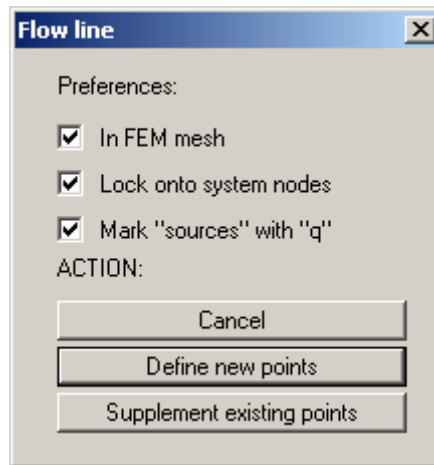 Flow line
Preferences:
In FEM mesh
Lock onto system nodes
Mark "sources" with "q"
ACTION:
Cancel
Define new points
Supplement existing points